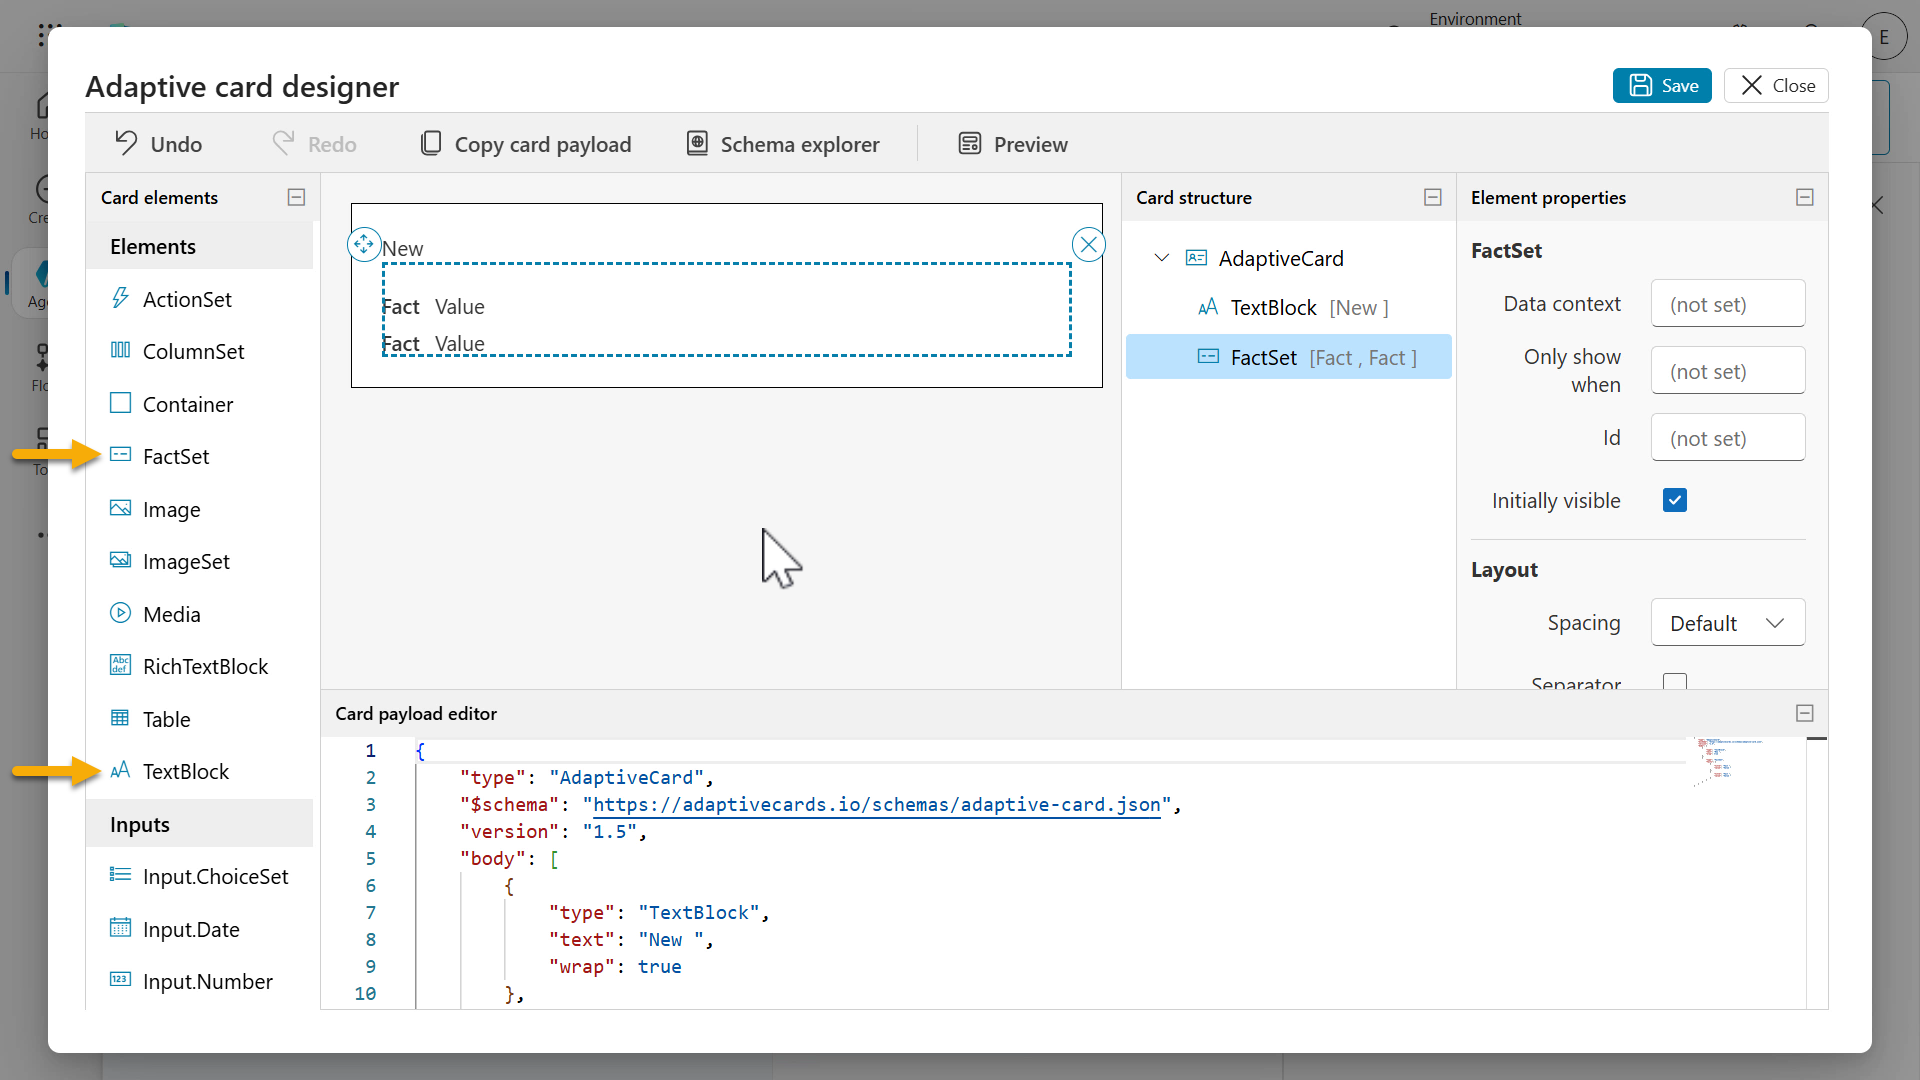 Environment
E
Adaptive card designer
Save
Close
Undo
Redo
Copy card payload
Schema explorer
Preview
Card elements
Elements
ActionSet
ColumnSet
Container
FactSet
Image
ImageSet
Media
RichTextBlock
Table
TextBlock
Inputs
Input.ChoiceSet
Input.Date
Input.Number
New
Fact Value
Fact Value
Card structure
AdaptiveCard
TextBlock [New ]
FactSet [Fact , Fact ]
Element properties
FactSet
Data context (not set)
Only show
when (not set)
Id (not set)
Initially visible
Layout
Spacing Default
Separator
Card payload editor
1 {
2 "type": "AdaptiveCard",
3 "$schema": "https://adaptivecards.io/schemas/adaptive-card.json",
4 "version": "1.5",
5 "body": [
6 {
7 "type": "TextBlock",
8 "text": "New ",
9 "wrap": true
10 },